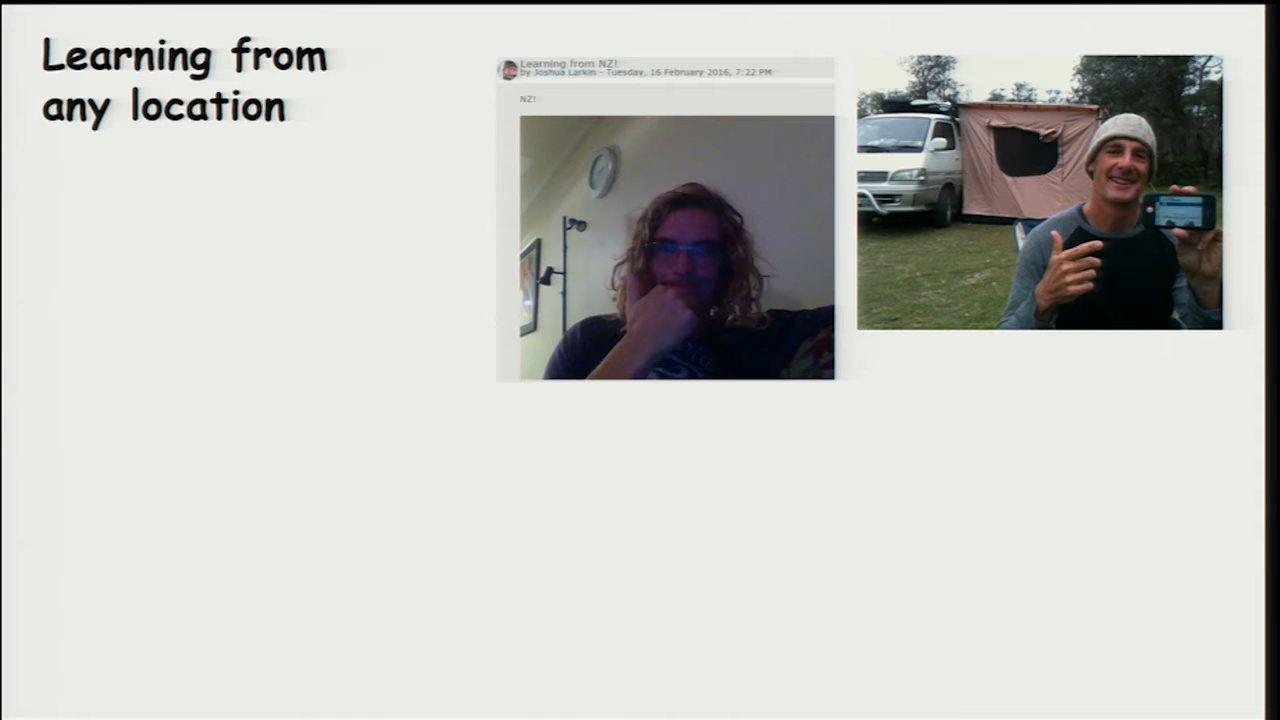 Learning from
any location
Learning from NZ!
by Joshua Larkin - Tuesday, 16 February 2016, 7:22 PM
NZ!